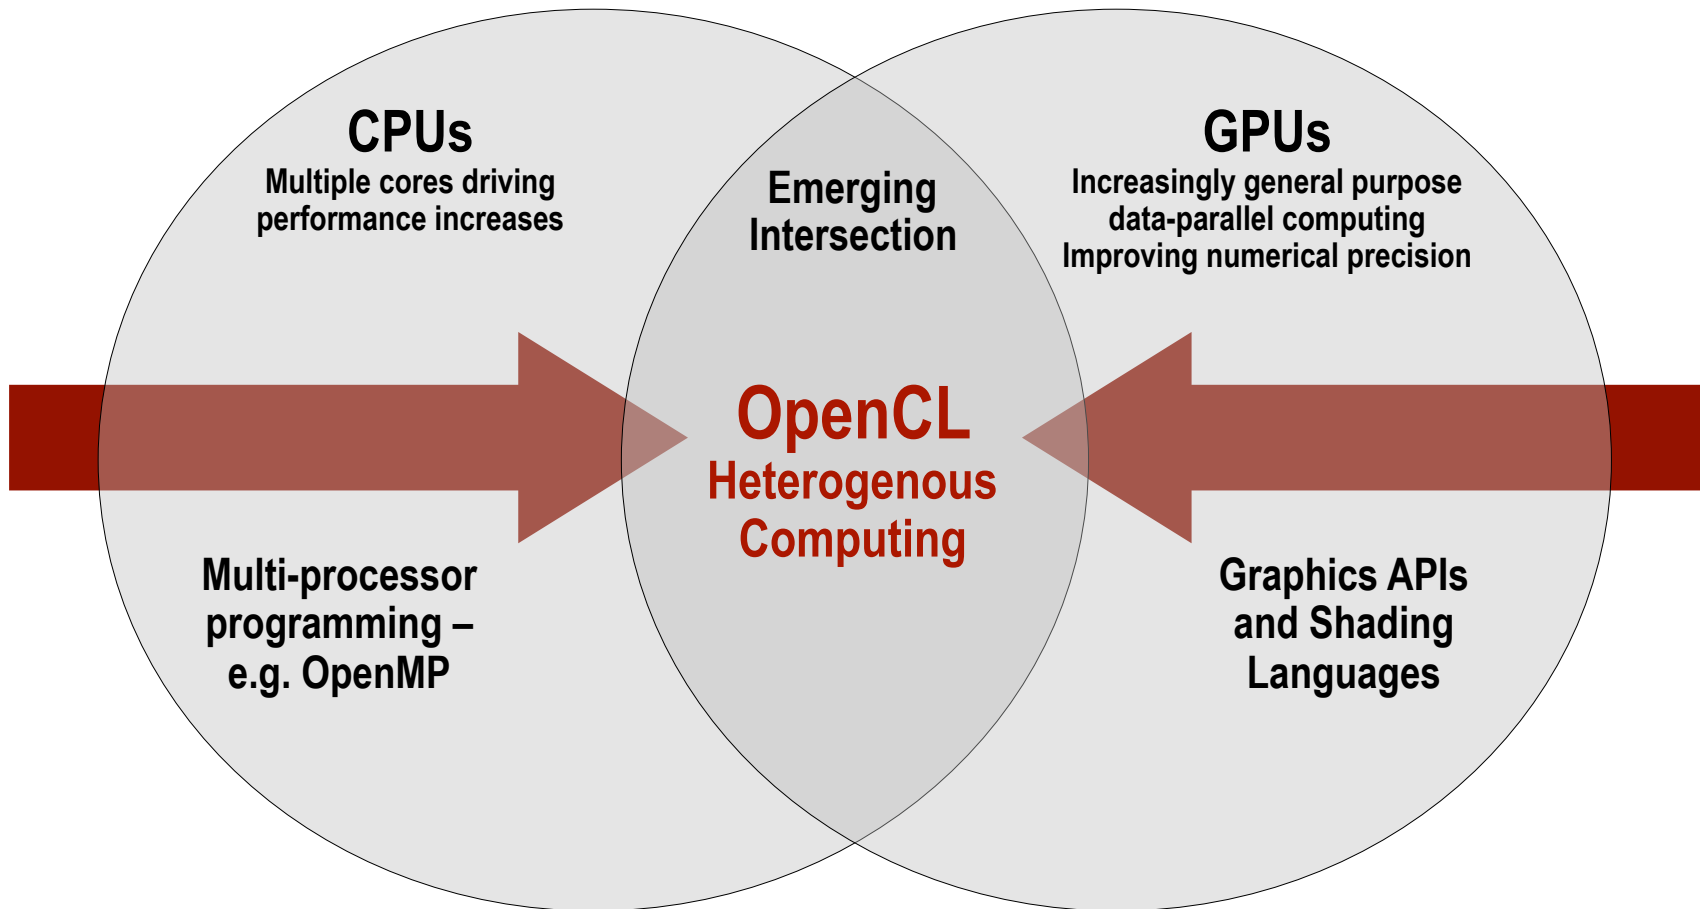 CPUs
Multiple cores driving
performance increases
Multi-processor
programming –
e.g. OpenMP
Emerging
Intersection
OpenCL
Heterogenous
Computing
GPUs
Increasingly general purpose
data-parallel computing
Improving numerical precision
Graphics APIs
and Shading
Languages